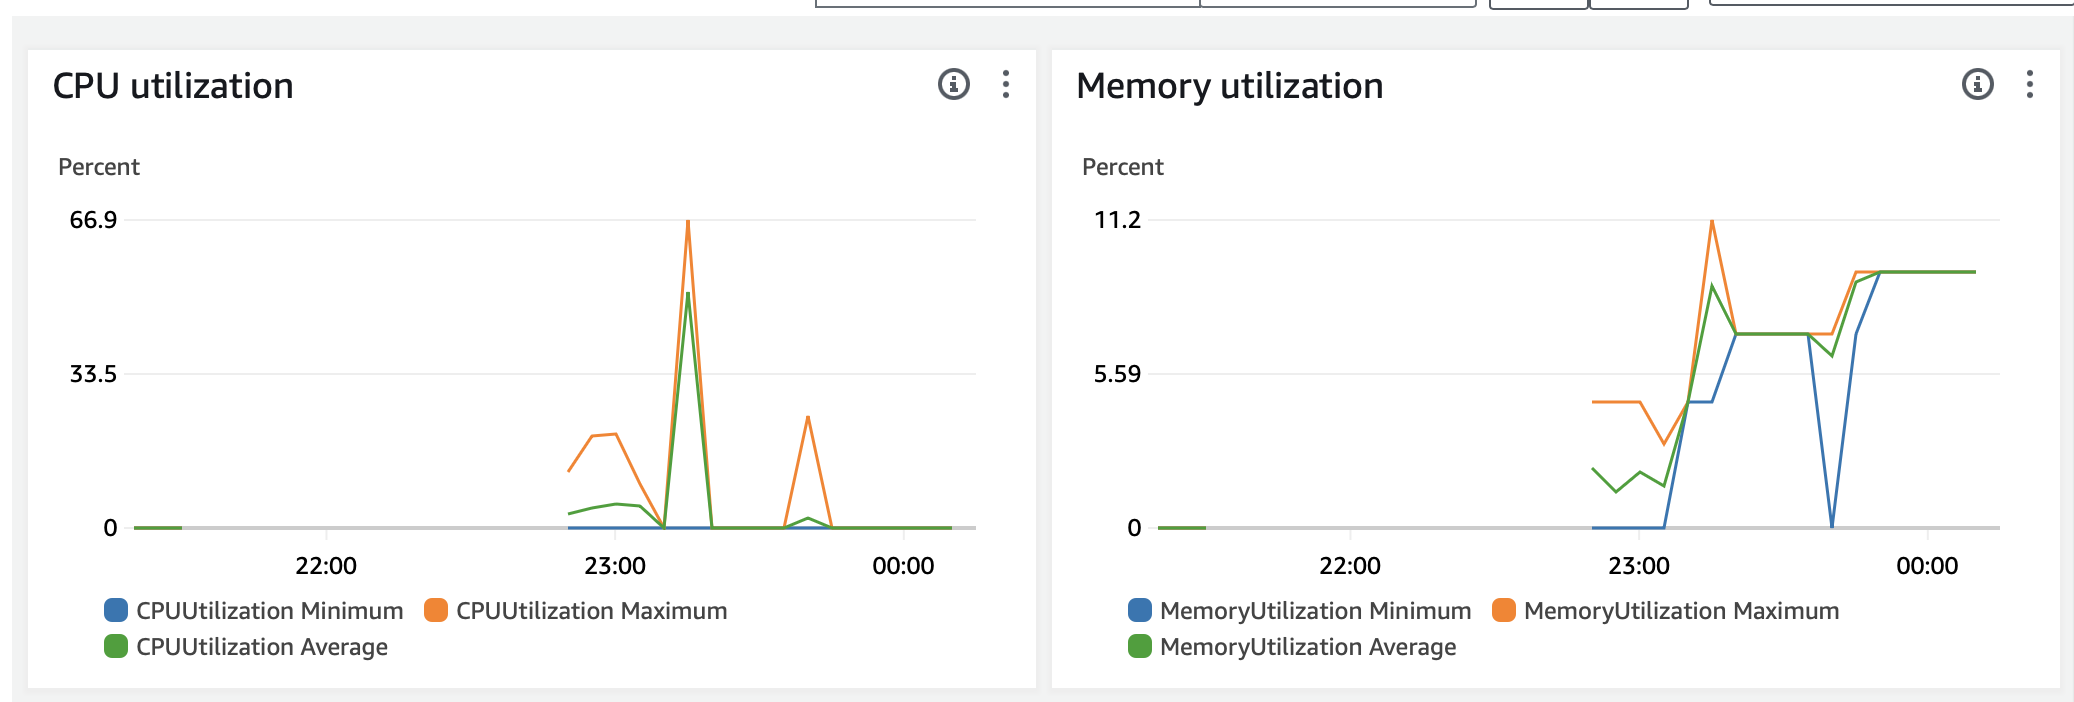 CPU utilization
Percent
66.9
33.5
0
22:00 23:00 00:00
CPUUtilization Minimum CPUUtilization Maximum
CPUUtilization Average
Memory utilization
Percent
11.2
5.59
0
22:00 23:00 00:00
MemoryUtilization Minimum MemoryUtilization Maximum
MemoryUtilization Average